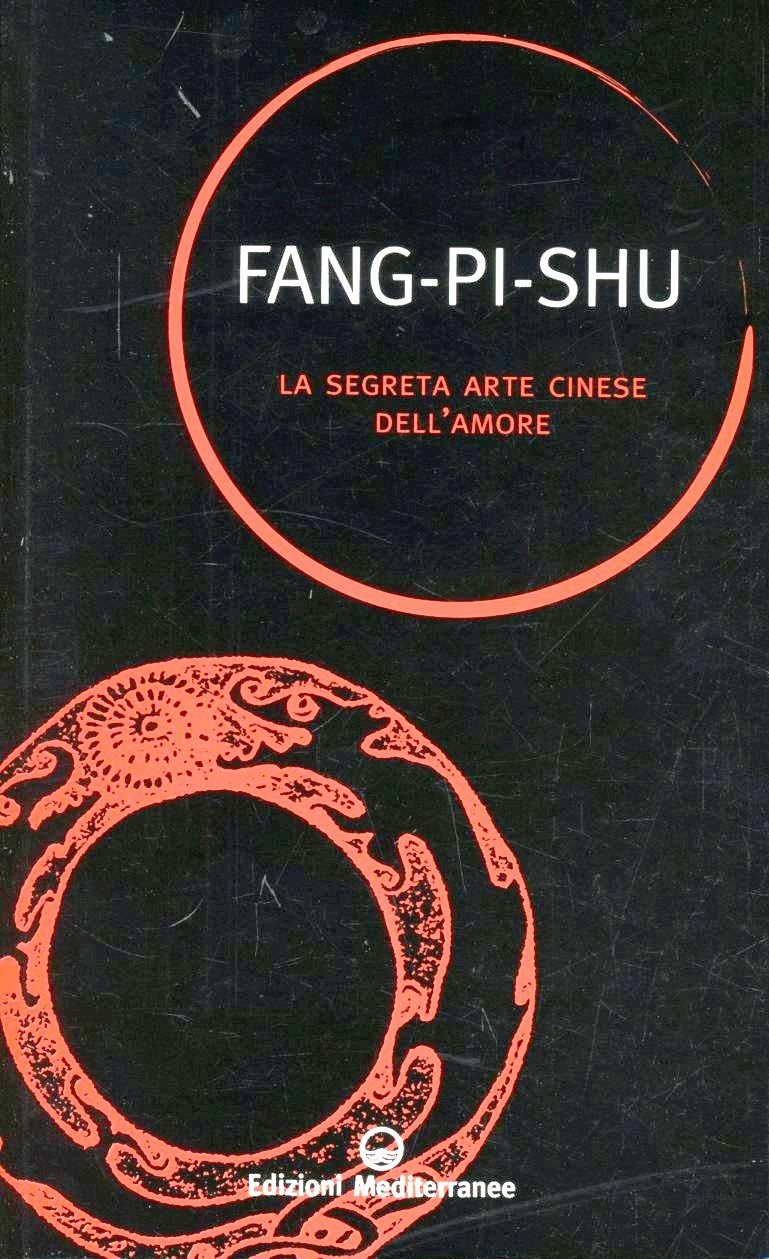 FANG-PI-SHU
LA SEGRETA ARTE CINESE
DELL'AMORE
Edizioni Mediterranee